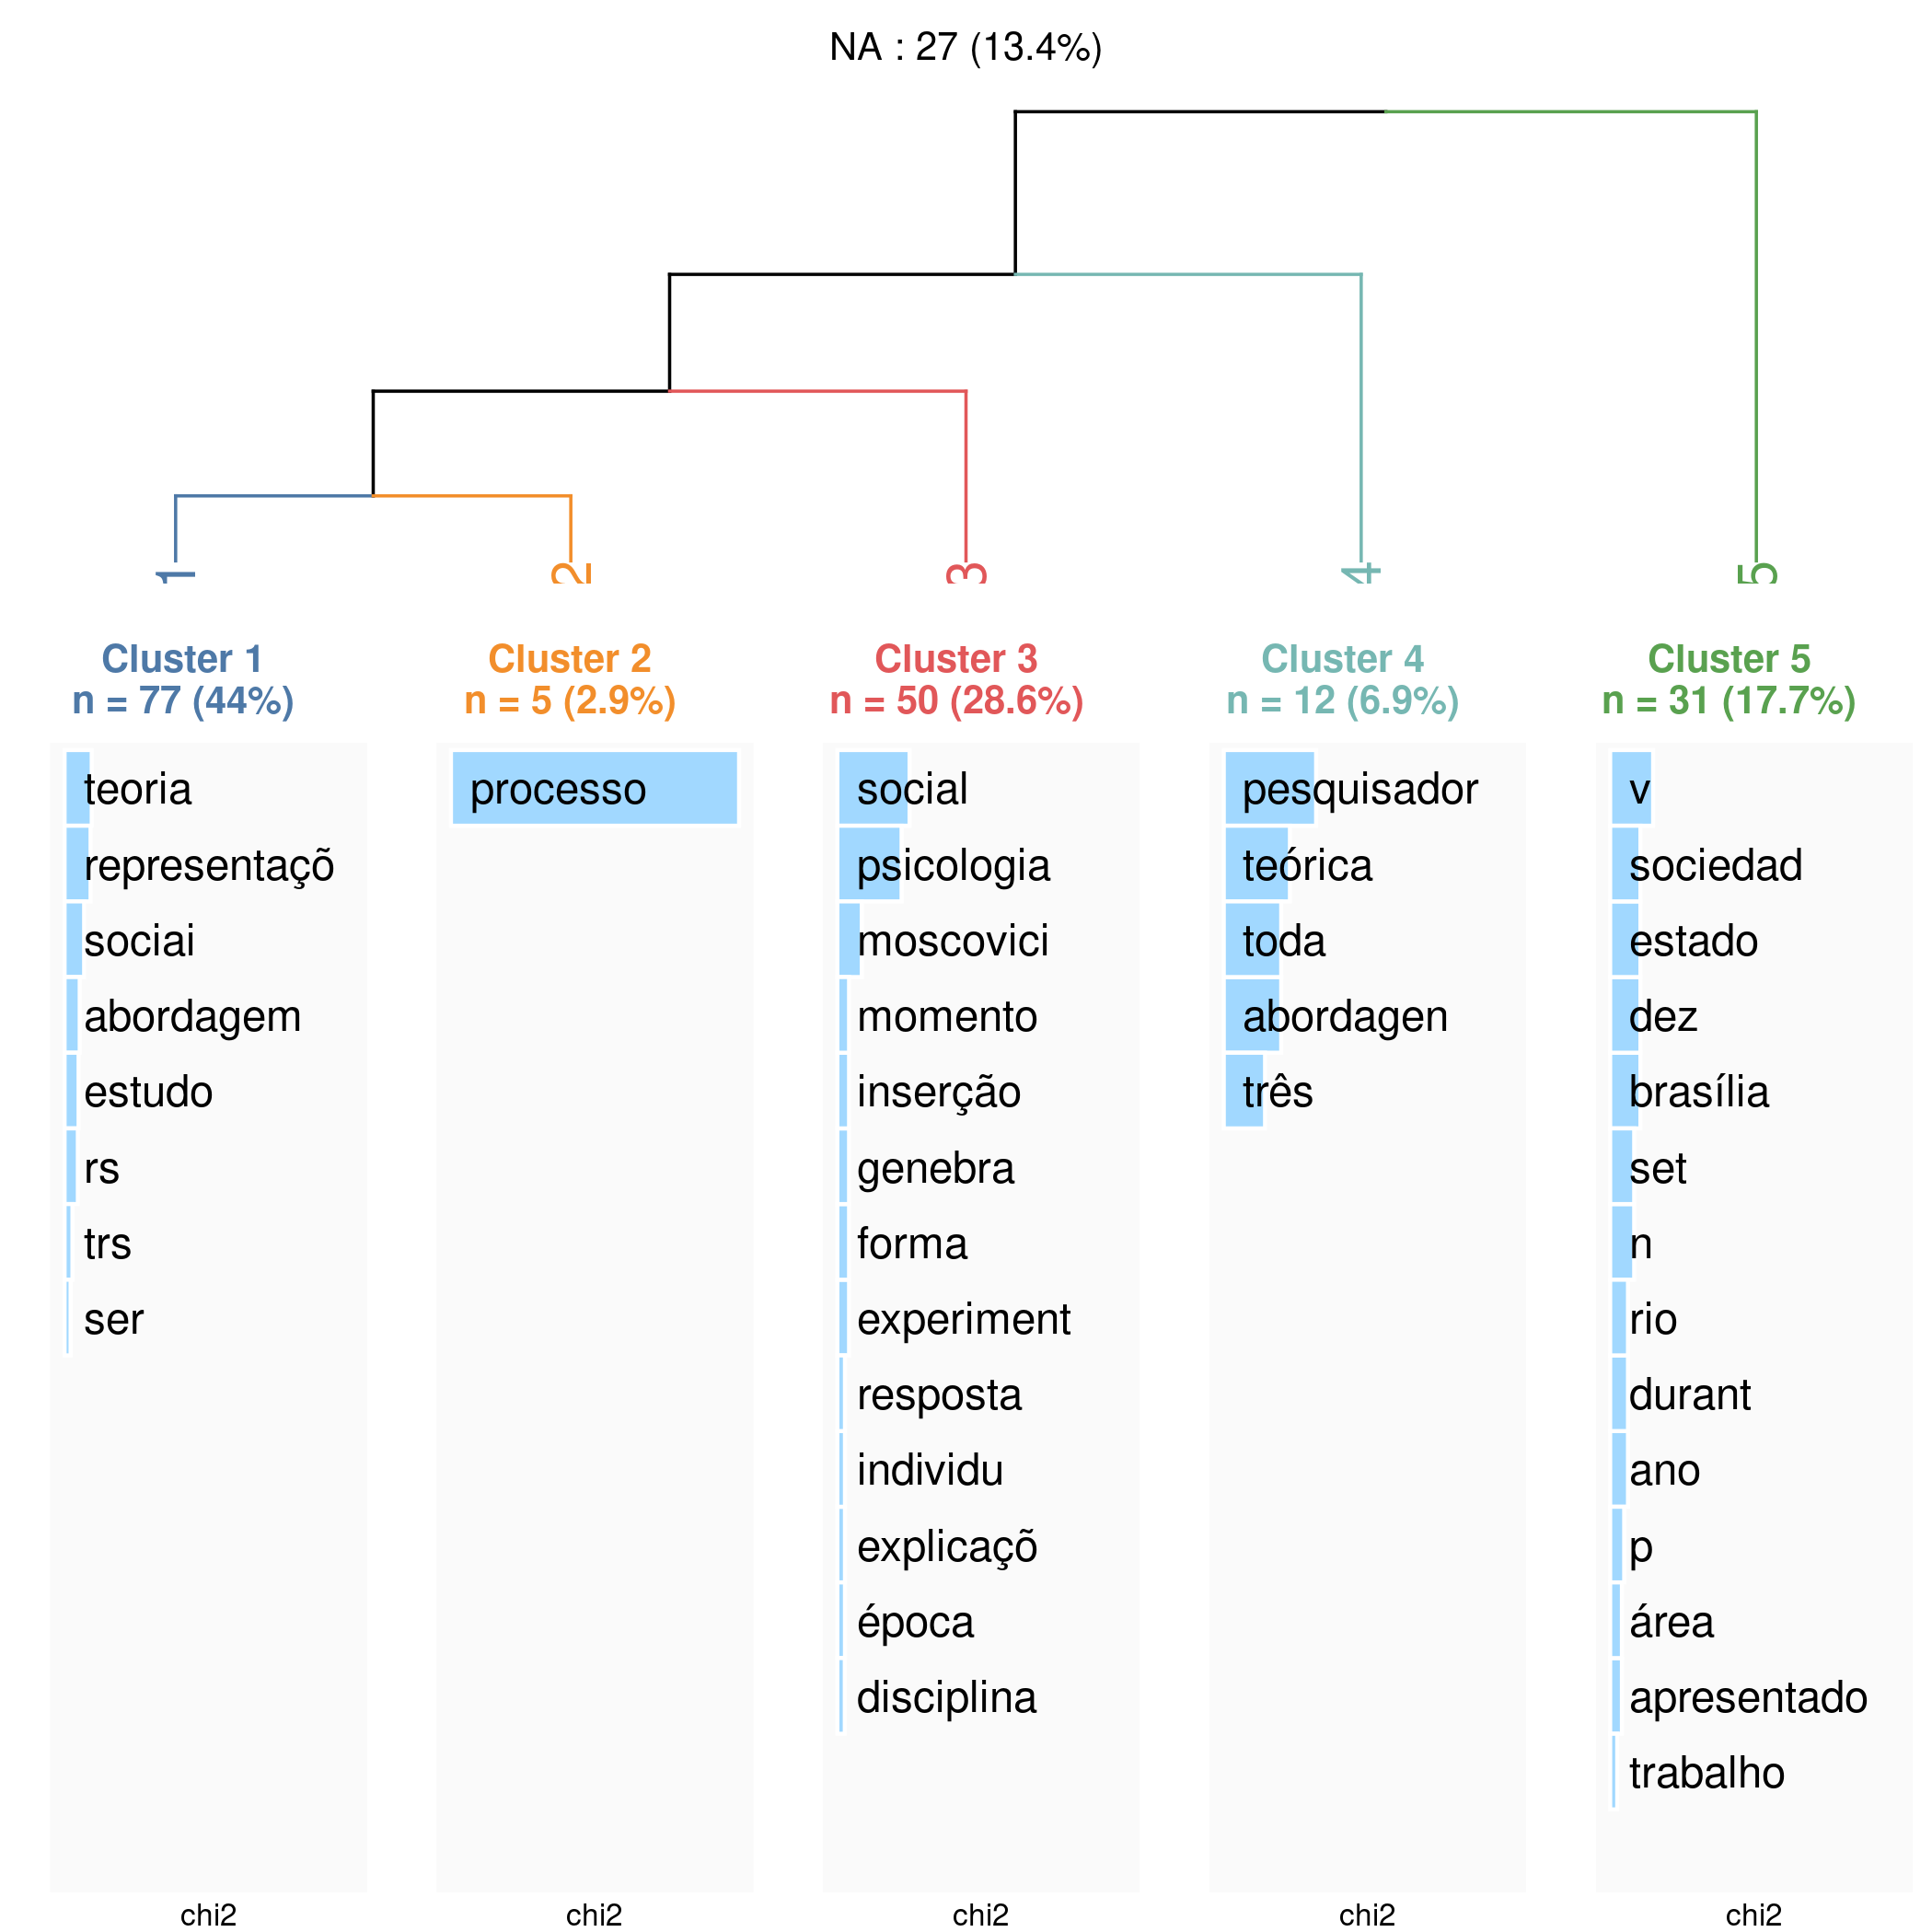 NA : 27 (13.4%)
1
2
3
4
5
Cluster 1
n = 77 (44%)
Cluster 2
n = 5 (2.9%)
Cluster 3
n = 50 (28.6%)
Cluster 4
n = 12 (6.9%)
Cluster 5
n = 31 (17.7%)
teoria
representaçõ
sociai
abordagem
estudo
rs
trs
ser
chi2
processo
chi2
social
psicologia
moscovici
momento
inserção
genebra
forma
experiment
resposta
individu
explicaçõ
época
disciplina
chi2
pesquisador
teórica
toda
abordagen
três
chi2
v
sociedad
estado
dez
brasília
set
n
rio
durant
ano
p
área
apresentado
trabalho
chi2